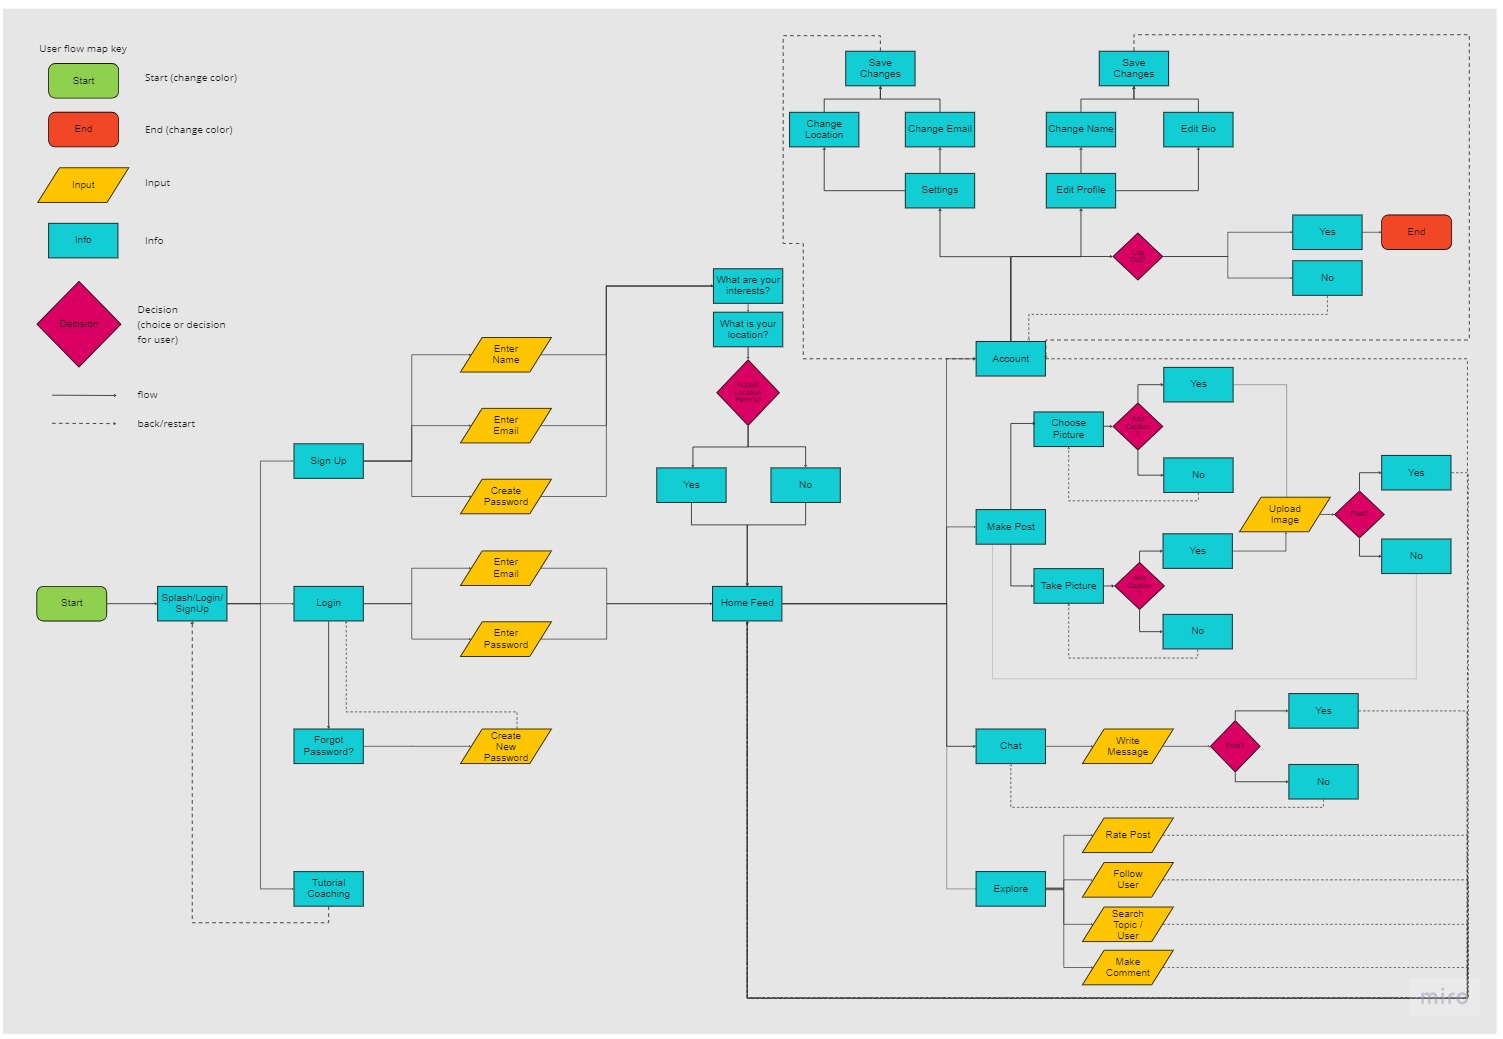 User flow map key
Start
Start (change color)
End
End (change color)
Input
Input
Info
Info
Decision
Decision
(choice or decision
for user)
flow
back/restart
Save
Changes
Save
Changes
Change
Location
Change Email
Change Name
Edit Bio
Settings
Edit Profile
Log
Out?
Yes
End
No
What are your
interests?
What is your
location?
Enter
Name
Account
Accept
Location
Permis?
Yes
Choose
Picture
Add
Caption
?
Enter
Email
Sign Up
No
Yes
Yes
No
Create
Password
Upload
Image
Post?
Make Post
Yes
No
Enter
Email
Take Picture
Add
Caption
?
Start
Splash/Login/
SignUp
Login
Home Feed
Enter
Password
No
Yes
Forgot
Password?
Create
New
Password
Chat
Write
Message
Post?
No
Rate Post
Tutorial
Coaching
Explore
Follow
User
Search
Topic /
User
Make
Comment
miro